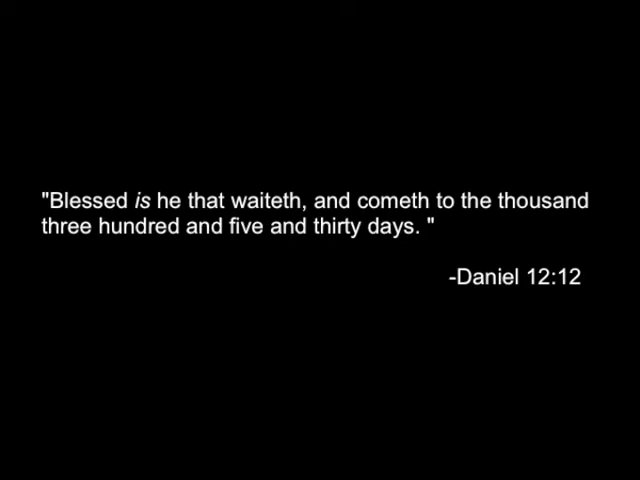 "Blessed is he that waiteth, and cometh to the thousand
three hundred and five and thirty days. "
-Daniel 12:12